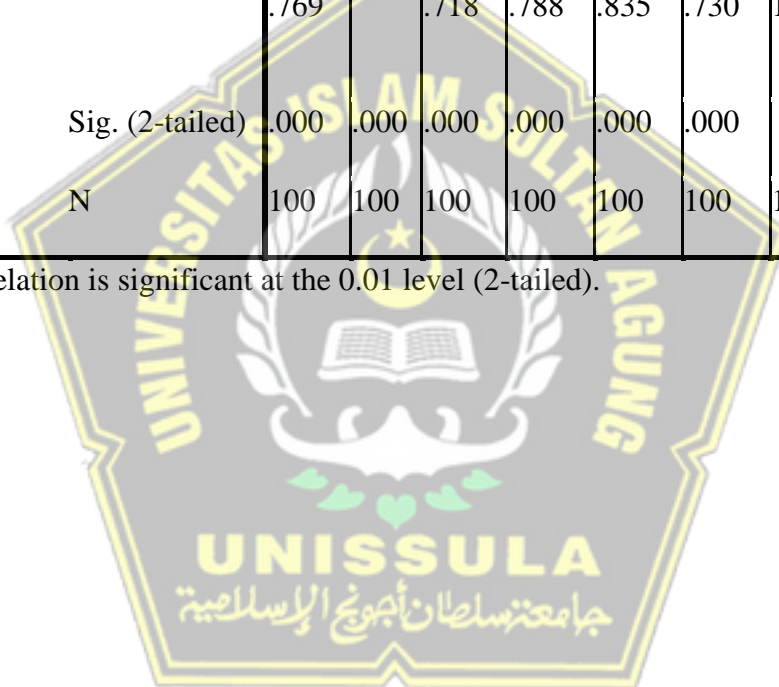 .769 .718 .788 .835 .730
Sig. (2-tailed) .000 .000 .000 .000 .000 .000
N 100 100 100 100 100 100
elation is significant at the 0.01 level (2-tailed).
UNIVERSITAS ISLAM SULTAN AGUNG
UNISSULA
جامعة سلطان أجونج الإسلامية